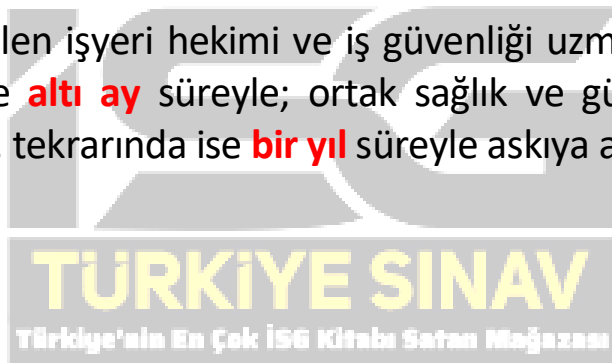 len işyeri hekimi ve iş güvenliği uzm
e altı ay süreyle; ortak sağlık ve gü
tekrarında ise bir yıl süreyle askıya a
ISG
TÜRKİYE SINAV
Türkiye'nin En Çok İSG Kitabı Satan Mağazası